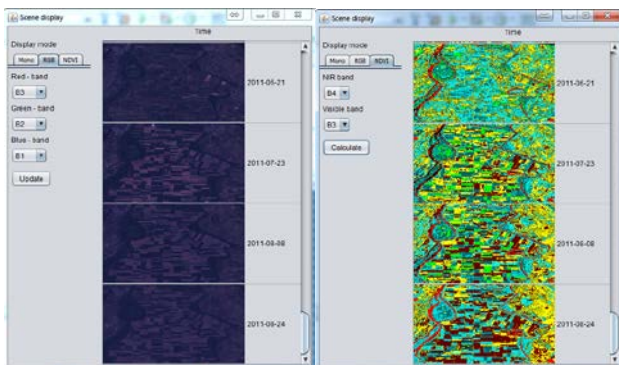 Scene display
Time
Display mode
Mono RGB NDVI
Red - band
B3
Green - band
B2
Blue - band
B1
Update
2011-06-21
2011-07-23
2011-08-08
2011-08-24
Scene display
Time
Display mode
Mono RGB NDVI
NIR band
B4
Visible band
B3
Calculate
2011-06-21
2011-07-23
2011-08-08
2011-08-24